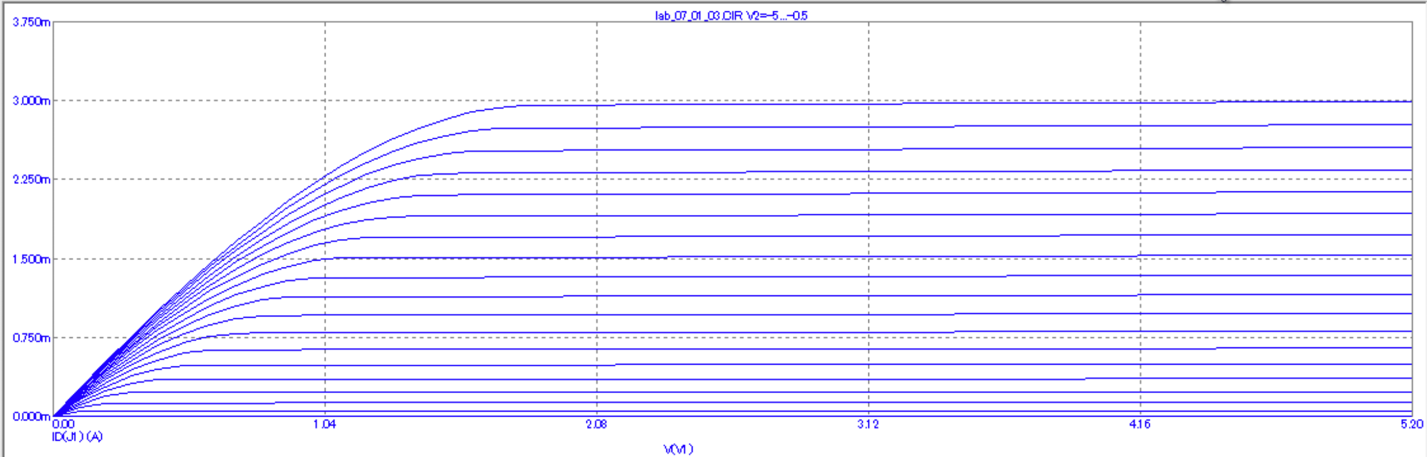 lab_07_01_03.CIR V2=-5...-0.5
3.750m
3.000m
2.250m
1.500m
0.750m
0.000m
0.00 1.04 2.08 3.12 4.16 5.20
ID(J1) (A)
V(V1)